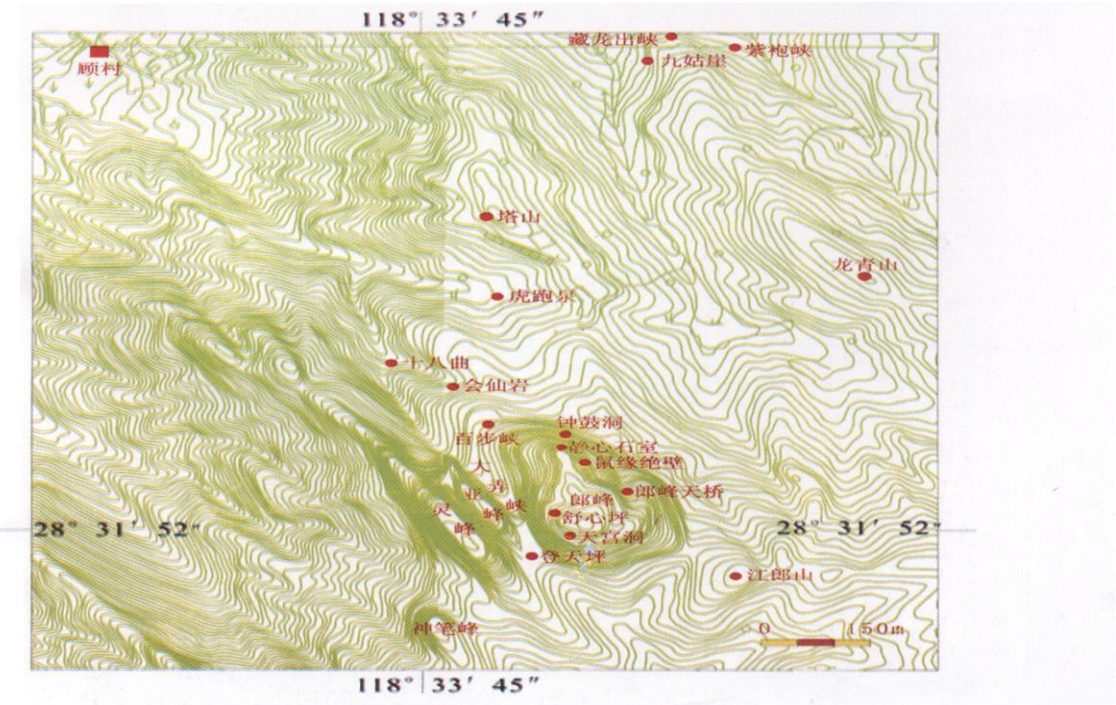 118° 33′ 45″
藏龙出峡
紫袍峡
九姑崖
顾村
塔山
龙青山
虎跑泉
十八曲
会仙岩
钟鼓洞
百步峡
静心石室
鼠缘绝壁
大弄峡
郎峰天桥
郎峰
亚峰
灵峰
舒心坪
28° 31′ 52″
28° 31′ 52″
天宫洞
登天坪
江郎山
神笔峰
0 150m
118° 33′ 45″